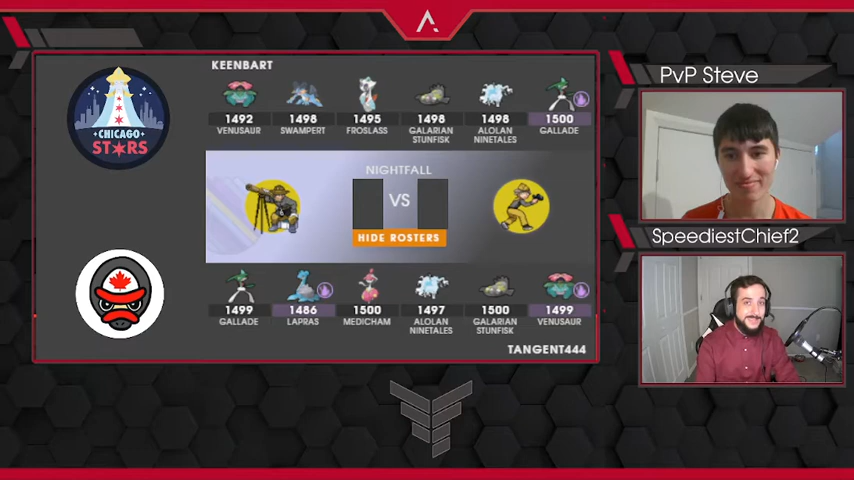 KEENBART
1492 1498 1495 1498 1498 1500
VENUSAUR SWAMPERT FROSLASS GALARIAN STUNFISK ALOLAN NINETALES GALLADE
CHICAGO
ST★RS
NIGHTFALL
VS
HIDE ROSTERS
1499 1486 1500 1497 1500 1499
GALLADE LAPRAS MEDICHAM ALOLAN NINETALES GALARIAN STUNFISK VENUSAUR
TANGENT444
PvP Steve
SpeediestChief2